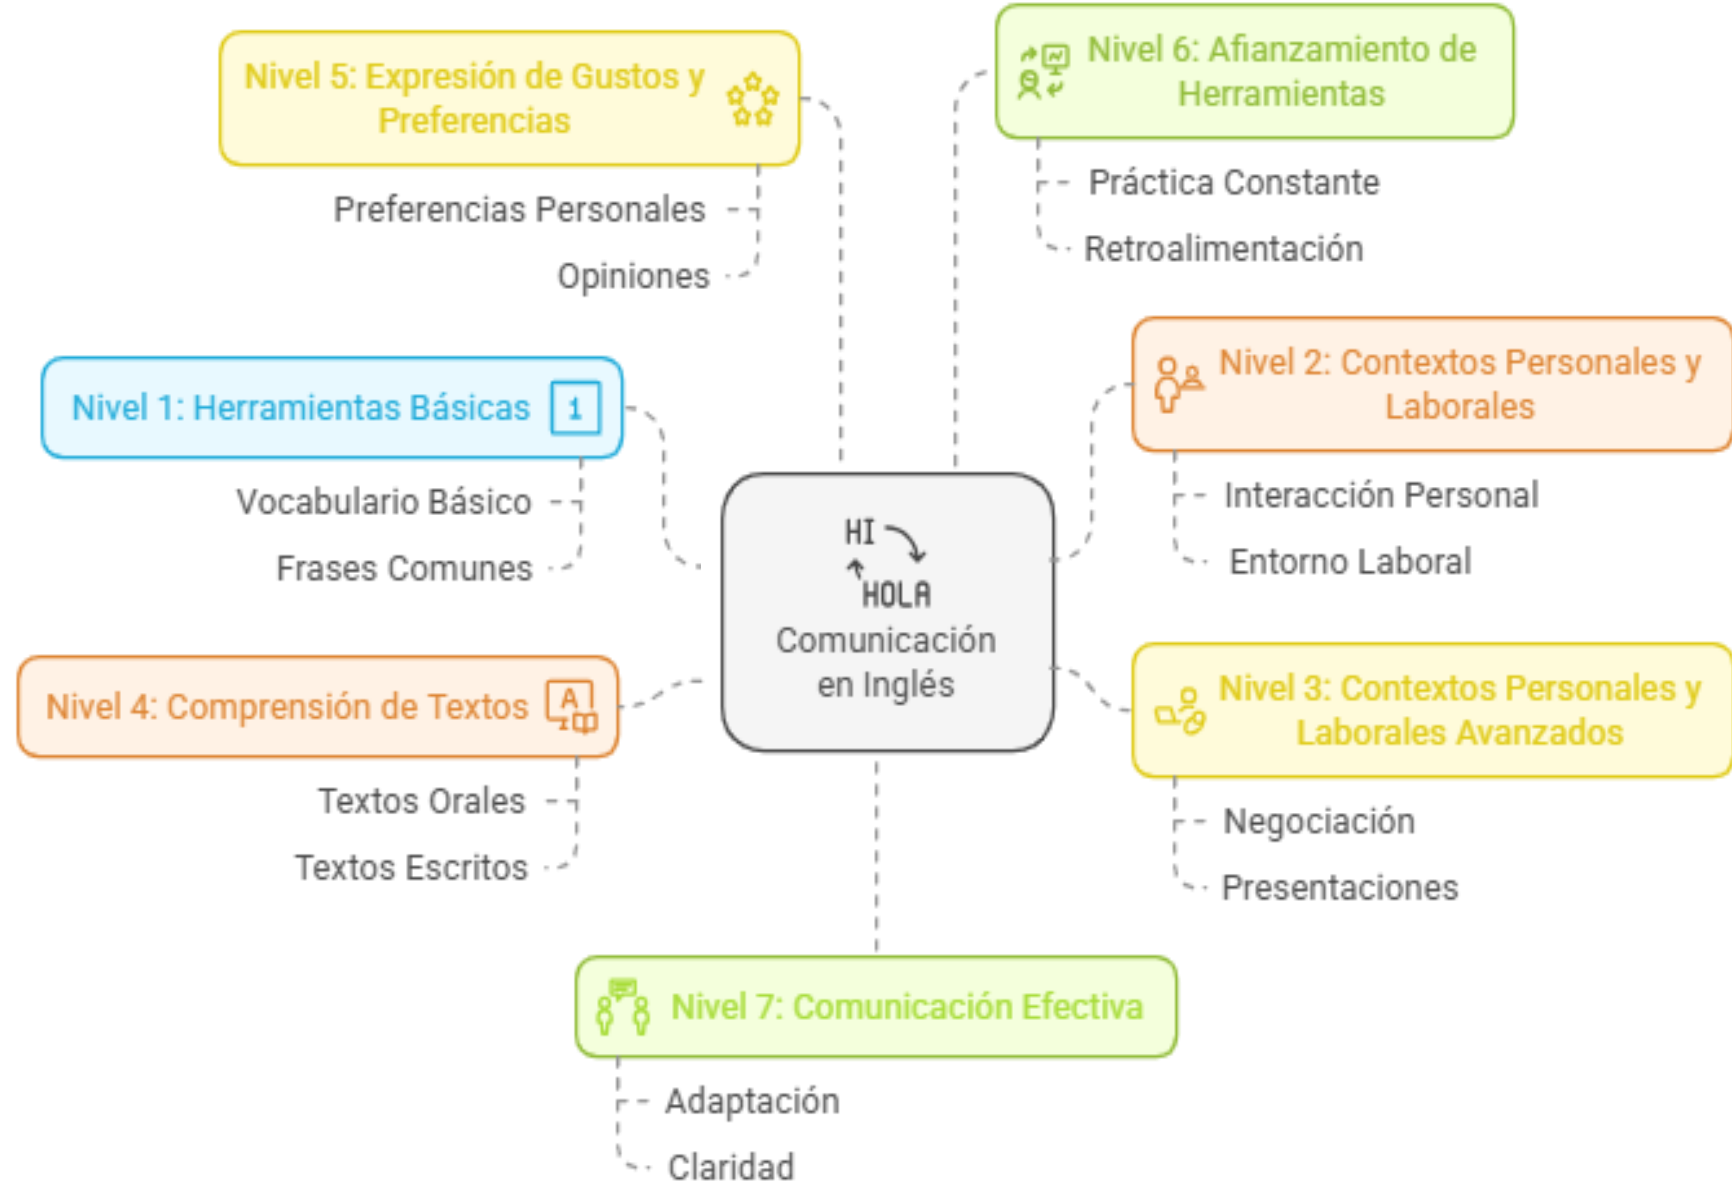 Nivel 5: Expresión de Gustos y
Preferencias
Preferencias Personales
Opiniones
Nivel 6: Afianzamiento de
Herramientas
Práctica Constante
Retroalimentación
Nivel 1: Herramientas Básicas
1
Vocabulario Básico
Frases Comunes
Nivel 2: Contextos Personales y
Laborales
Interacción Personal
Entorno Laboral
HI
HOLA
Comunicación
en Inglés
Nivel 4: Comprensión de Textos
A
Textos Orales
Textos Escritos
Nivel 3: Contextos Personales y
Laborales Avanzados
Negociación
Presentaciones
Nivel 7: Comunicación Efectiva
Adaptación
Claridad